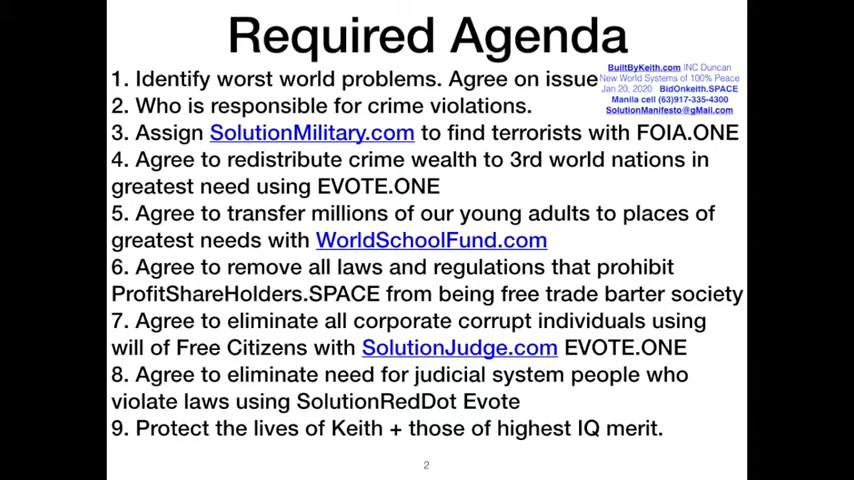 Required Agenda
BuiltByKeith.com INC Duncan
New World Systems of 100% Peace
Jan 20, 2020 BidOnkeith.SPACE
Manila cell (63)917-335-4300
SolutionManifesto@gMail.com
1. Identify worst world problems. Agree on issue
2. Who is responsible for crime violations.
3. Assign SolutionMilitary.com to find terrorists with FOIA.ONE
4. Agree to redistribute crime wealth to 3rd world nations in
greatest need using EVOTE.ONE
5. Agree to transfer millions of our young adults to places of
greatest needs with WorldSchoolFund.com
6. Agree to remove all laws and regulations that prohibit
ProfitShareHolders.SPACE from being free trade barter society
7. Agree to eliminate all corporate corrupt individuals using
will of Free Citizens with SolutionJudge.com EVOTE.ONE
8. Agree to eliminate need for judicial system people who
violate laws using SolutionRedDot Evote
9. Protect the lives of Keith + those of highest IQ merit.
2